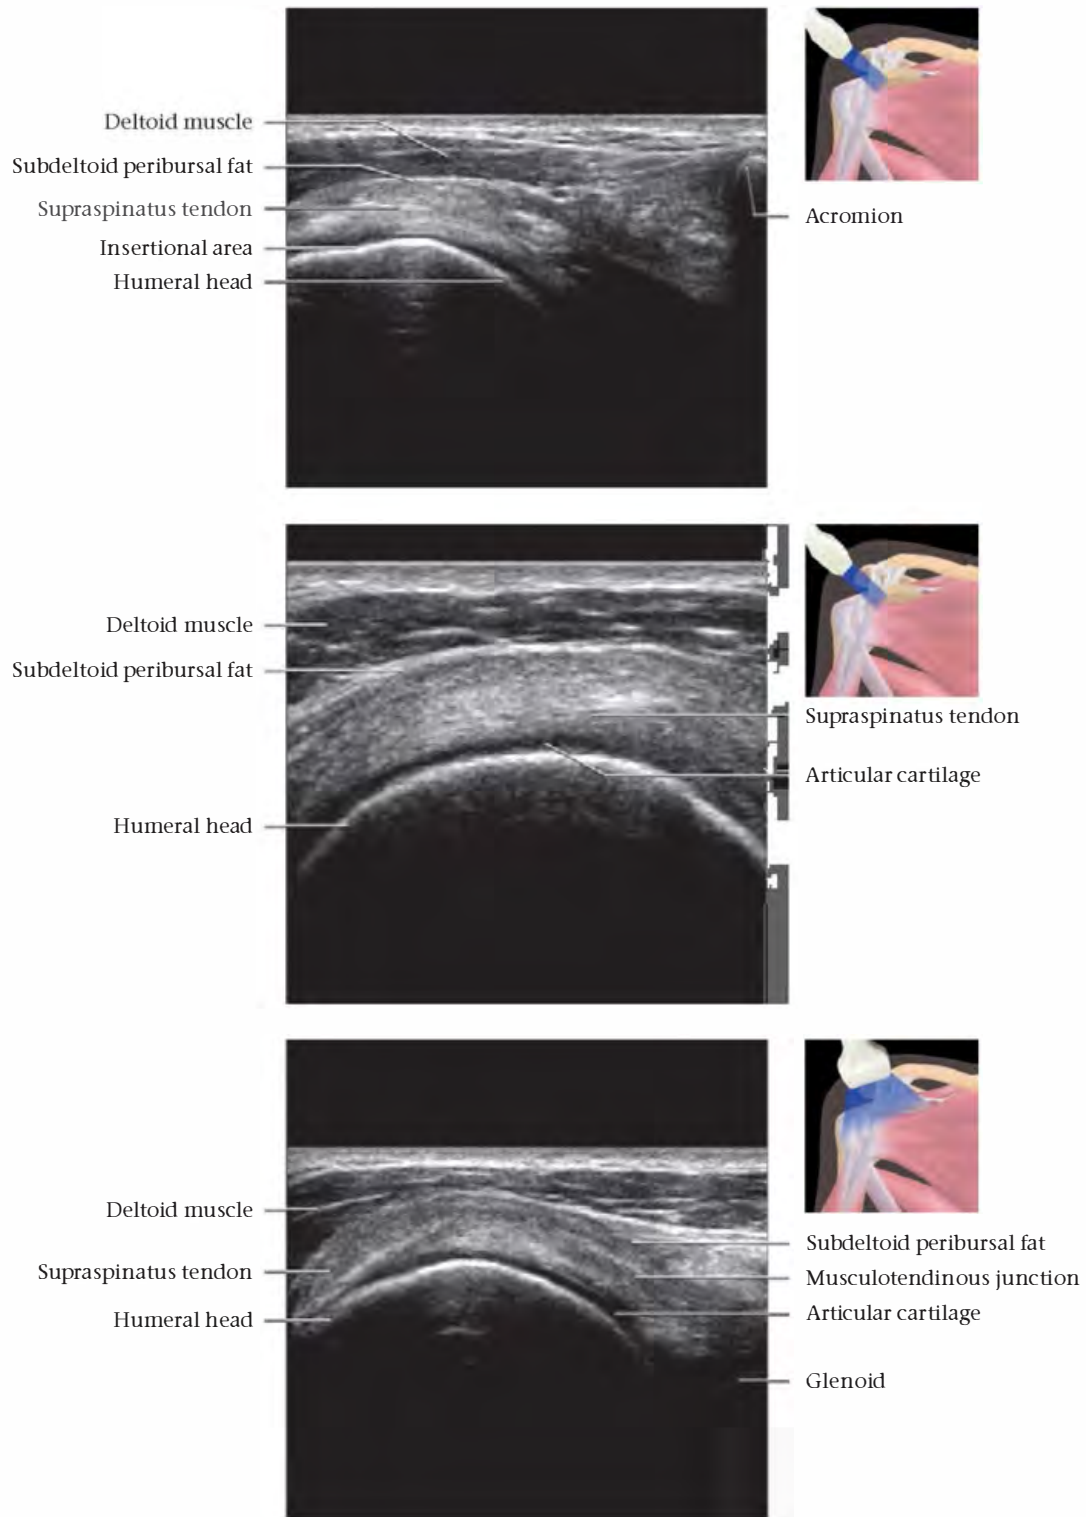 Deltoid muscle
Subdeltoid peribursal fat
Supraspinatus tendon
Insertional area
Humeral head
Acromion
Deltoid muscle
Subdeltoid peribursal fat
Humeral head
Supraspinatus tendon
Articular cartilage
Deltoid muscle
Supraspinatus tendon
Humeral head
Subdeltoid peribursal fat
Musculotendinous junction
Articular cartilage
Glenoid